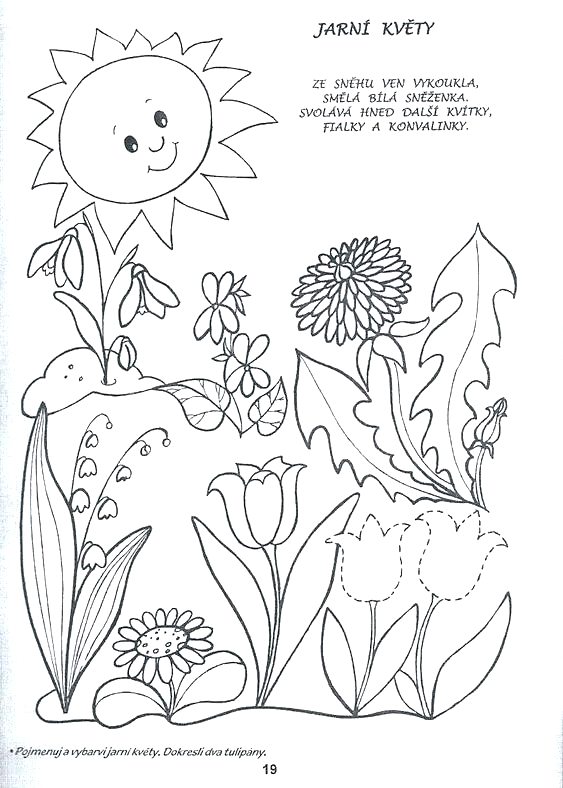 JARNÍ KVĚTY
ZE SNĚHU VEN VYKOUKLA,
SMĚLÁ BÍLÁ SNĚŽENKA.
SVOLÁVÁ HNED DALŠÍ KVÍTKY,
FIALKY A KONVALINKY.
• Pojmenuj a vybarvi jarní květy. Dokresli dva tulipány.
19